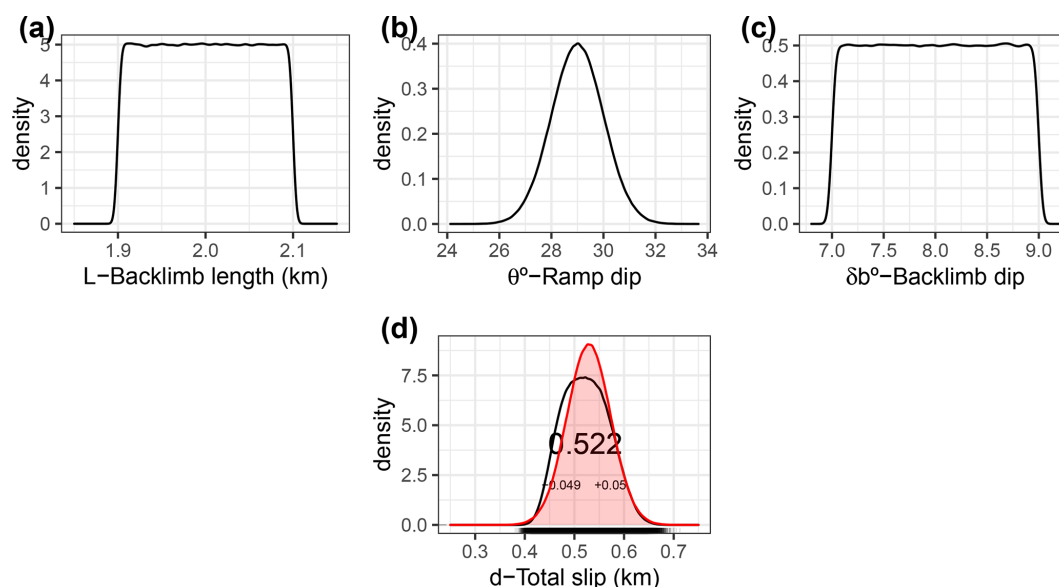 (a)
5
4
3
2
1
0
density
1.9 2.0 2.1
L−Backlimb length (km)
(b)
0.4
0.3
0.2
0.1
0.0
density
24 26 28 30 32 34
θº−Ramp dip
(c)
0.5
0.4
0.3
0.2
0.1
0.0
density
7.0 7.5 8.0 8.5 9.0
δbº−Backlimb dip
(d)
7.5
5.0
2.5
0.0
density
0.522
−0.049 +0.05
0.3 0.4 0.5 0.6 0.7
d−Total slip (km)